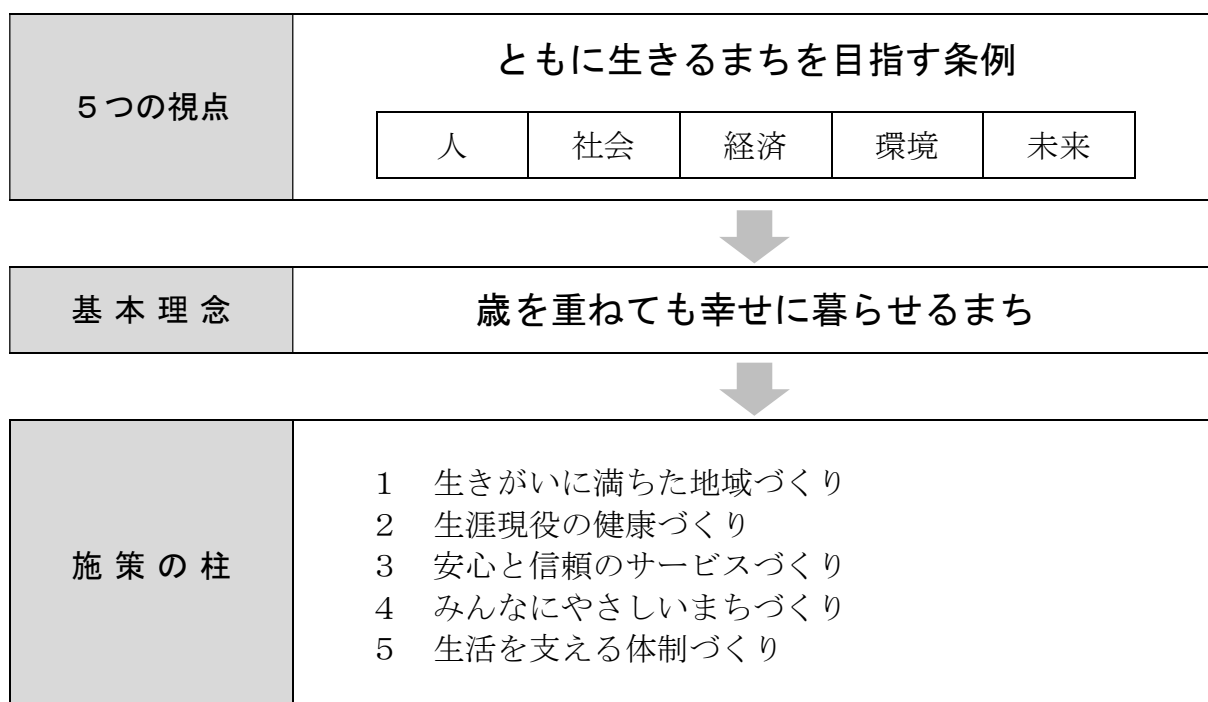 5つの視点
ともに生きるまちを目指す条例
人 社会 経済 環境 未来
基本理念
歳を重ねても幸せに暮らせるまち
施策の柱
1 生きがいに満ちた地域づくり
2 生涯現役の健康づくり
3 安心と信頼のサービスづくり
4 みんなにやさしいまちづくり
5 生活を支える体制づくり